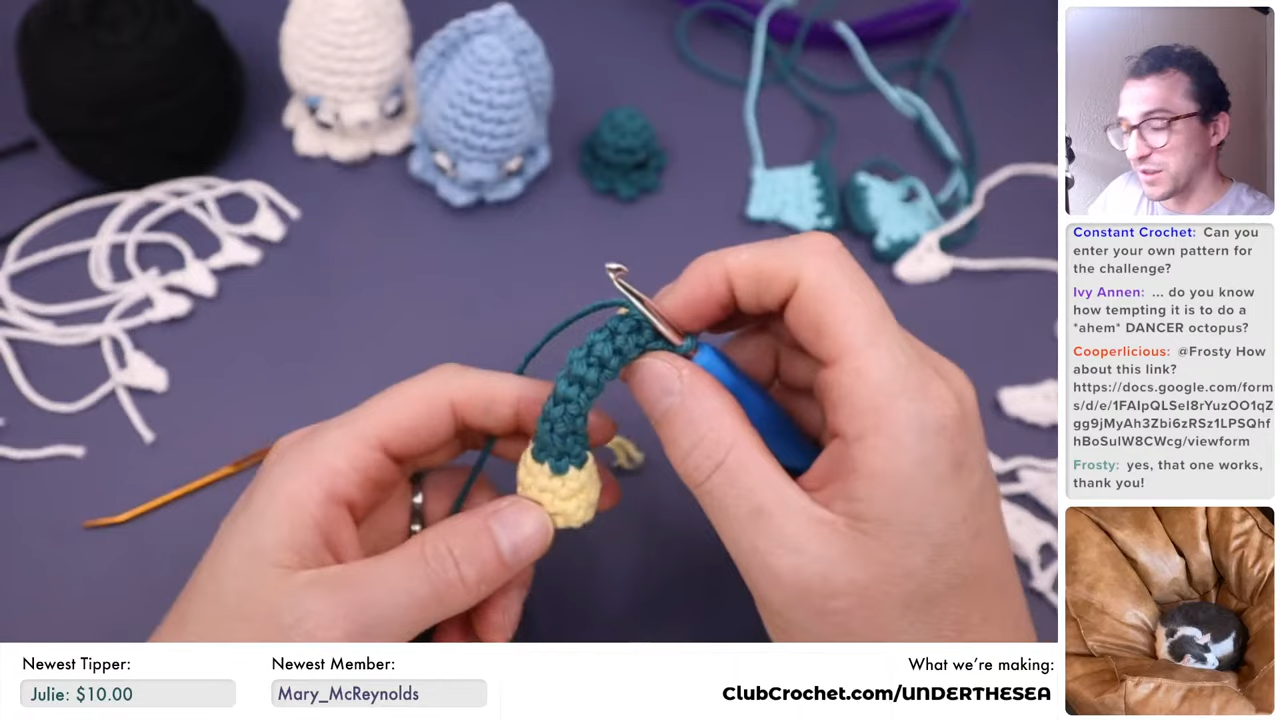 Constant Crochet: Can you
enter your own pattern for
the challenge?
Ivy Annen: ... do you know
how tempting it is to do a
*ahem* DANCER octopus?
Cooperlicious: @Frosty How
about this link?
https://docs.google.com/form
s/d/e/1FAIpQLSeI8rYuzOO1qZ
gg9jMyAh3Zbi6zRSz1LPSQhf
hBoSuIW8CWcg/viewform
Frosty: yes, that one works,
thank you!
Newest Tipper:
Julie: $10.00
Newest Member:
Mary_McReynolds
What we're making:
ClubCrochet.com/UNDERTHESEA